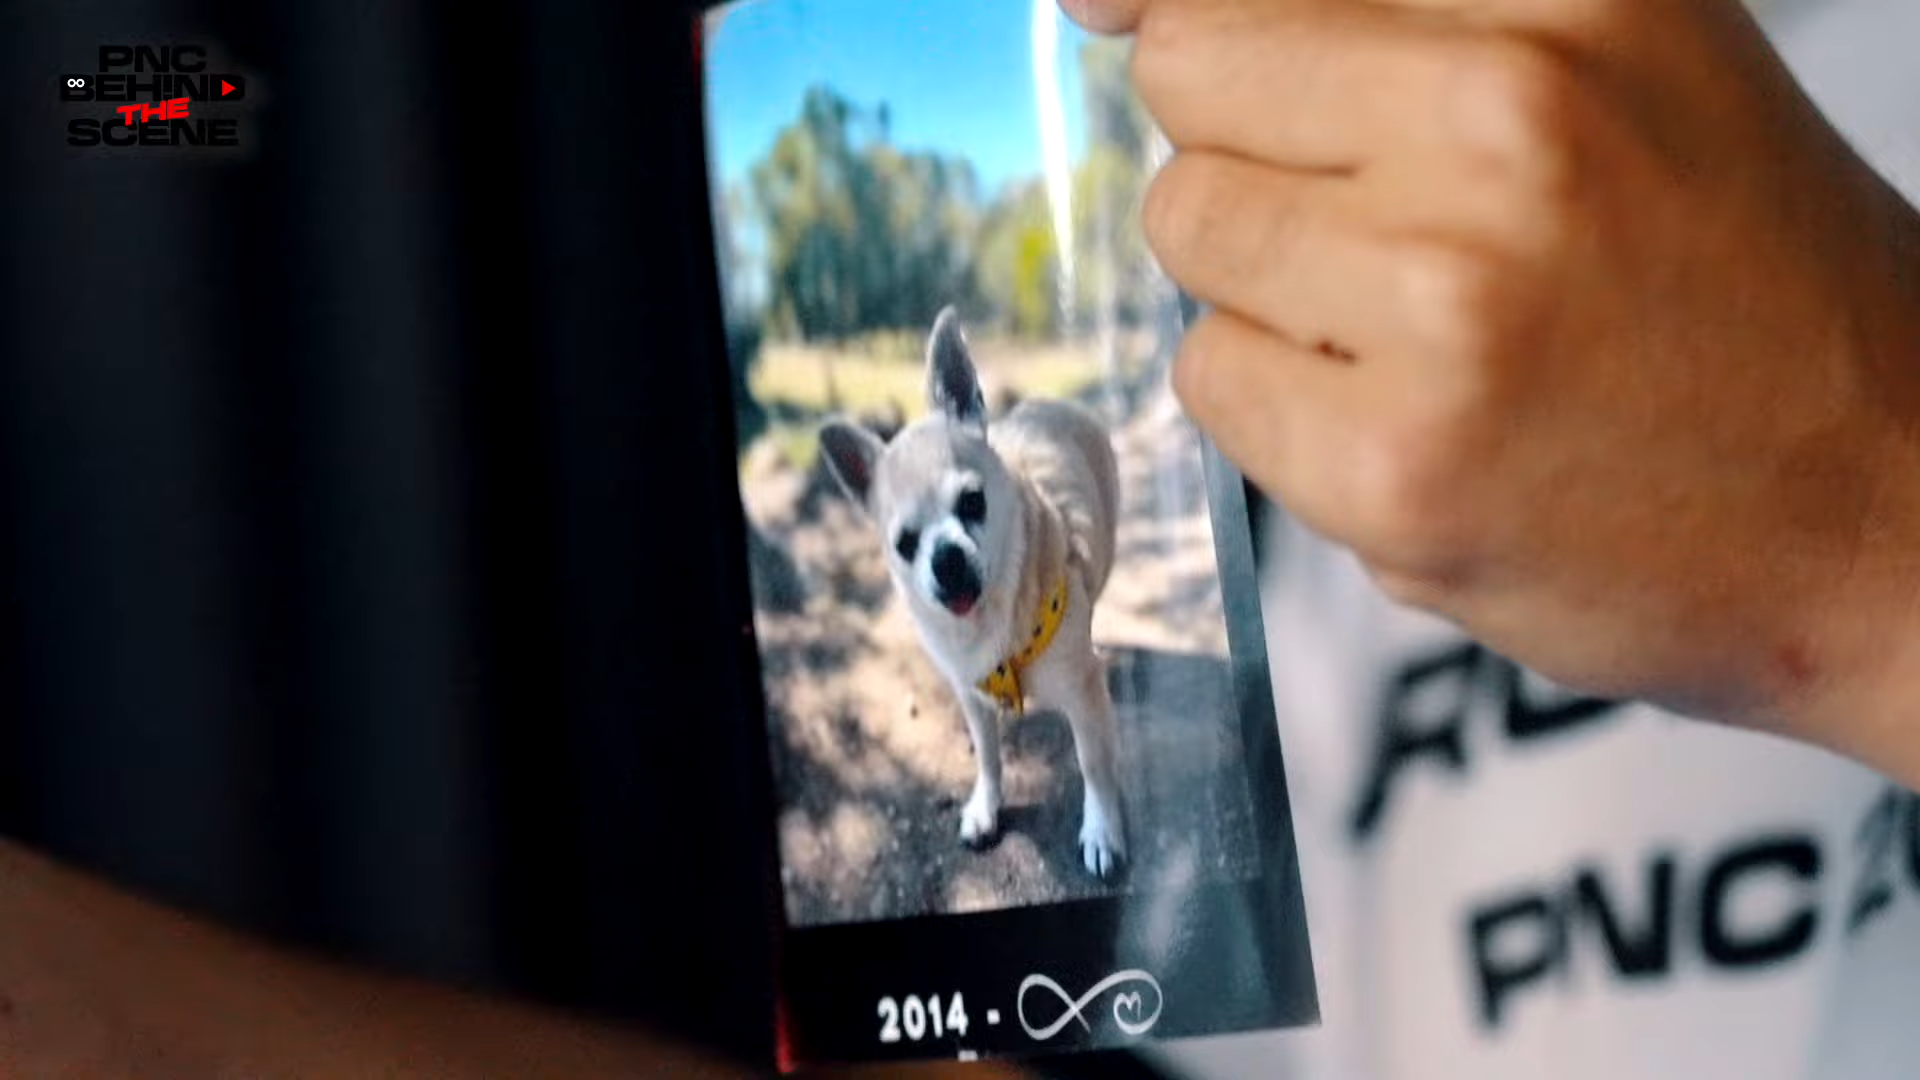 PNC
BEHIND
THE
SCENE
2014 - ∞
PNC